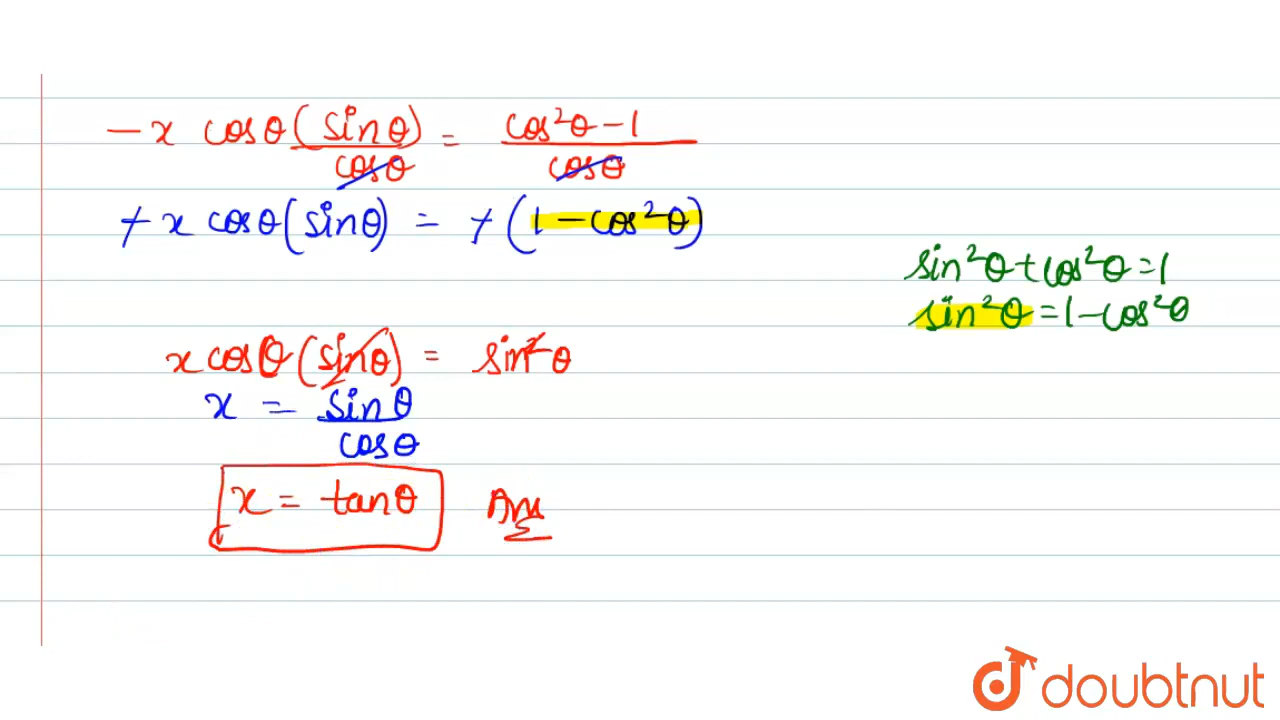 -x cosθ(sinθ)/cosθ = cos²θ-1/cosθ
+x cosθ(sinθ) = +(1-cos²θ)
sin²θ+cos²θ=1
sin²θ=1-cos²θ
x cosθ(sinθ) = sin²θ
x = sinθ/cosθ
x = tanθ Ans
doubtnut